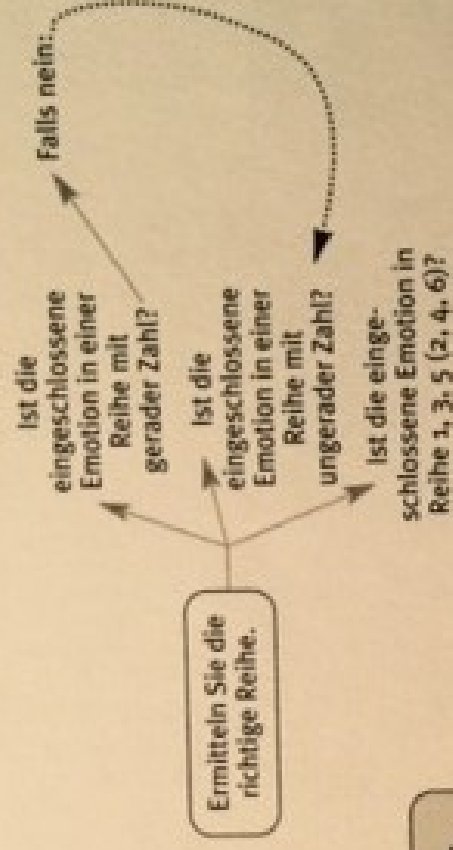 Ermitteln Sie die
richtige Reihe.
Ist die
eingeschlossene
Emotion in einer
Reihe mit
gerader Zahl?
Falls nein:
Ist die
eingeschlossene
Emotion in einer
Reihe mit
ungerader Zahl?
Ist die einge-
schlossene Emotion in
Reihe 1, 3, 5 (2, 4, 6)?